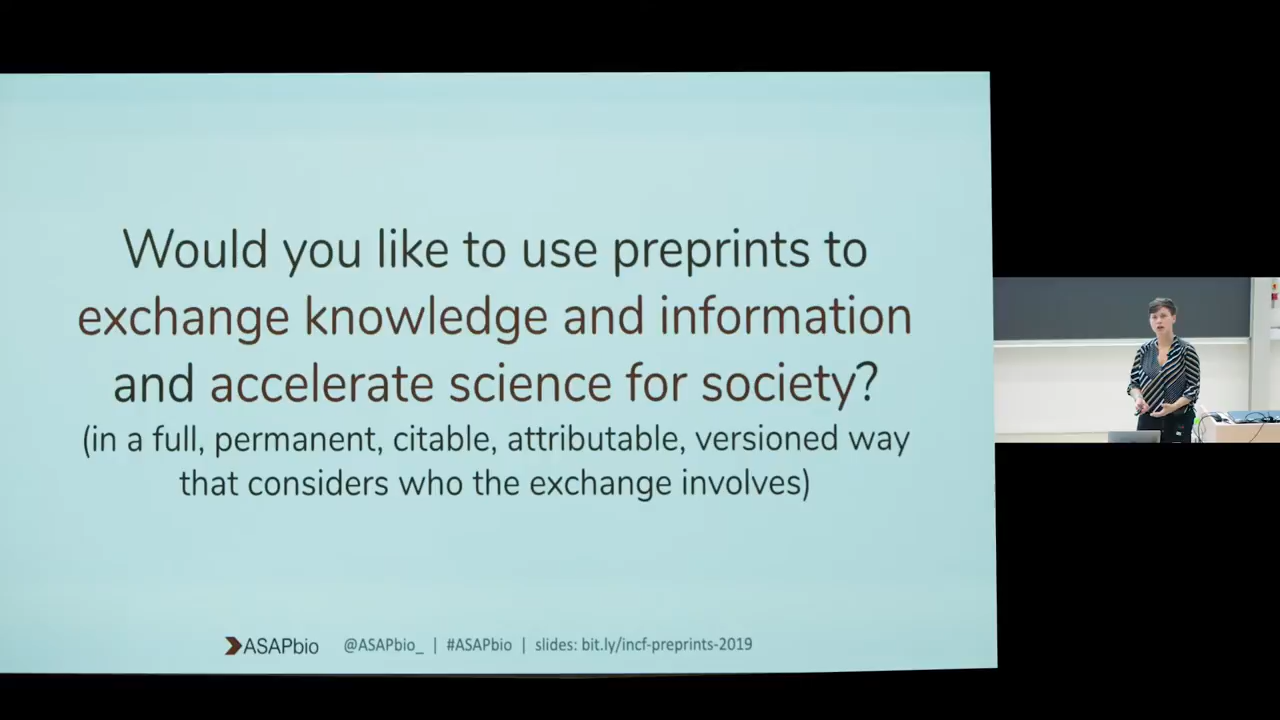 Would you like to use preprints to
exchange knowledge and information
and accelerate science for society?
(in a full, permanent, citable, attributable, versioned way
that considers who the exchange involves)
ASAPbio @ASAPbio_ | #ASAPbio | slides: bit.ly/incf-preprints-2019